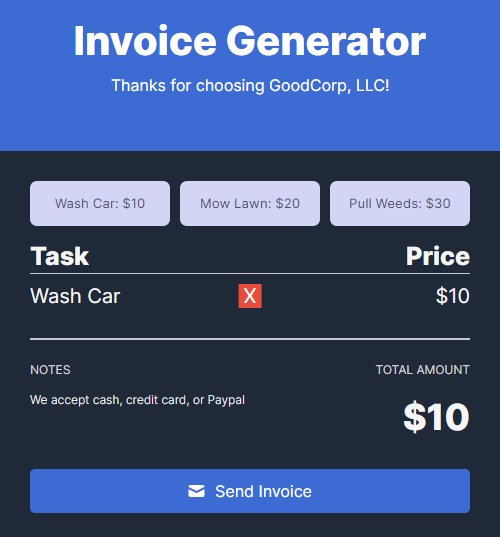 Invoice Generator
Thanks for choosing GoodCorp, LLC!
Wash Car: $10 Mow Lawn: $20 Pull Weeds: $30
Task Price
Wash Car X $10
NOTES TOTAL AMOUNT
We accept cash, credit card, or Paypal
$10
Send Invoice